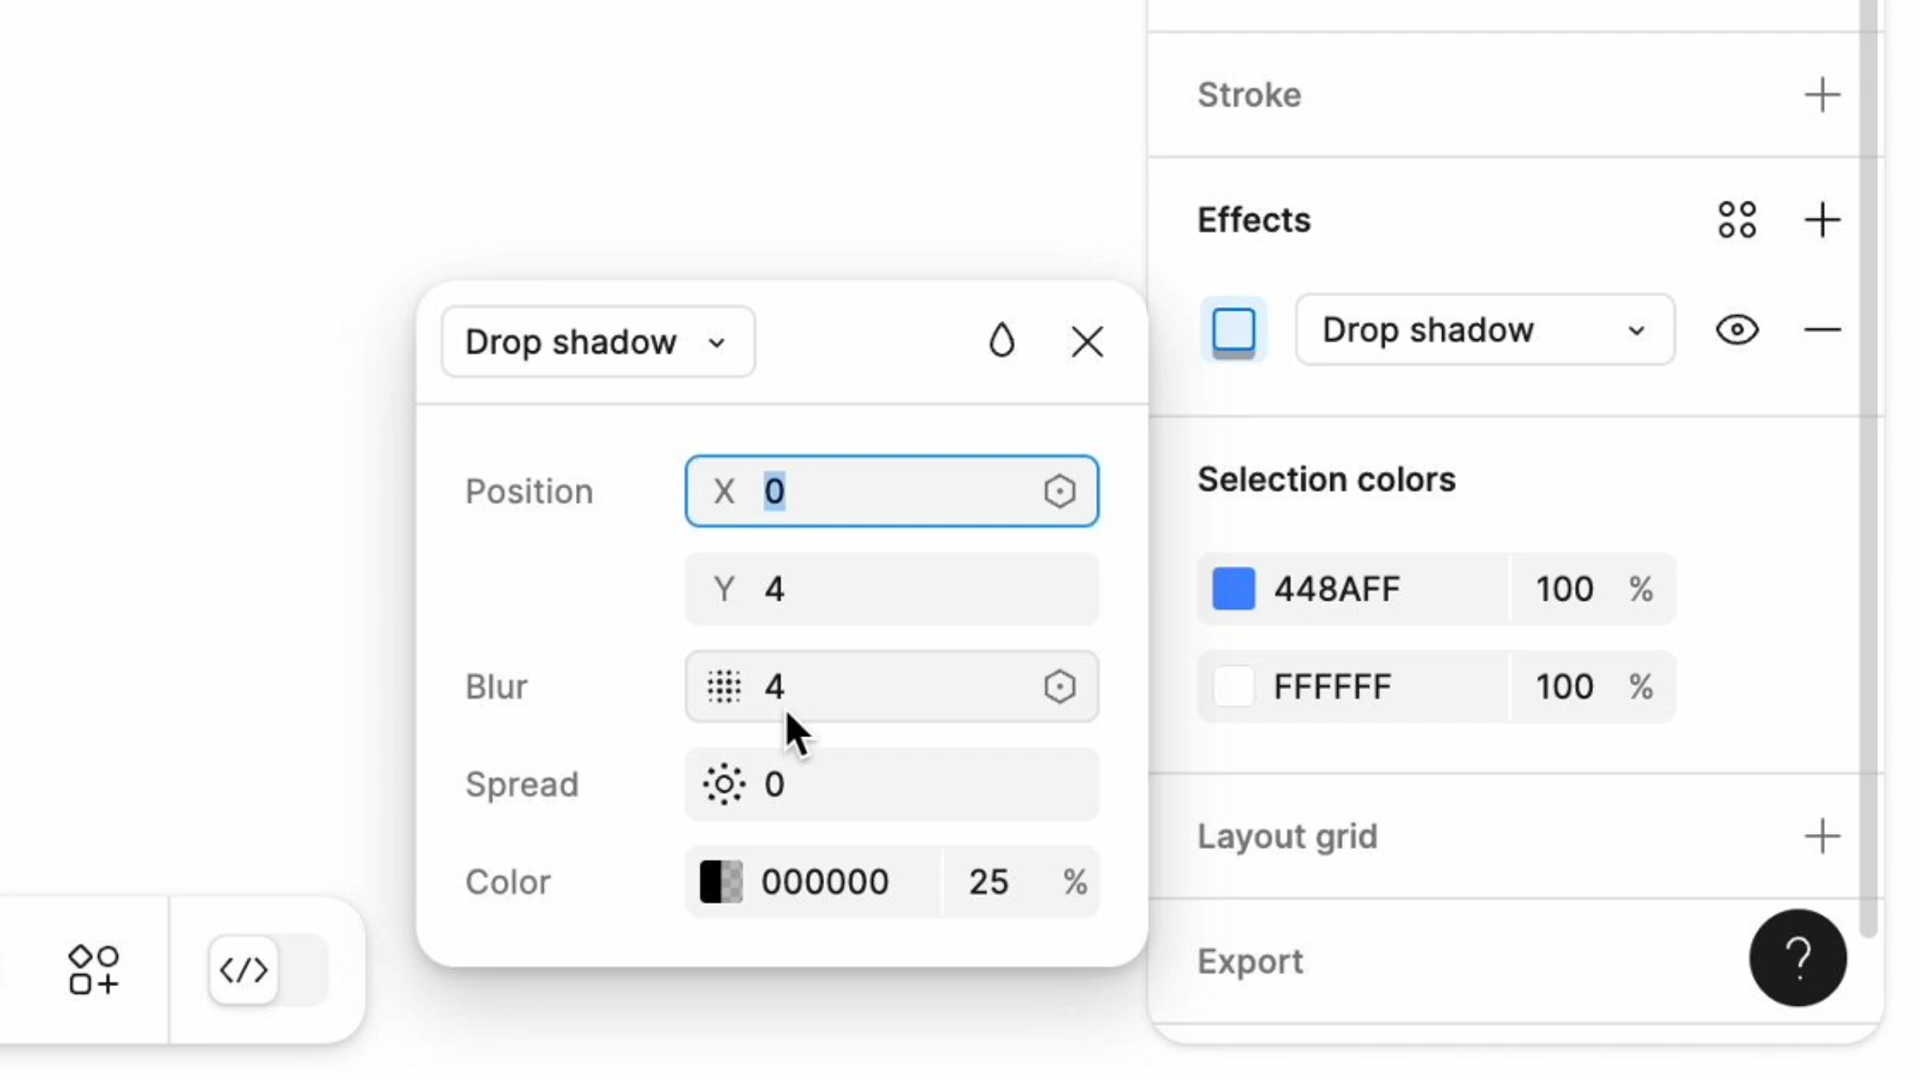 Stroke
Effects
Drop shadow
Drop shadow
Position X 0
Y 4
Blur 4
Spread 0
Color 000000 25 %
Selection colors
448AFF 100 %
FFFFFF 100 %
Layout grid
Export
?
</>